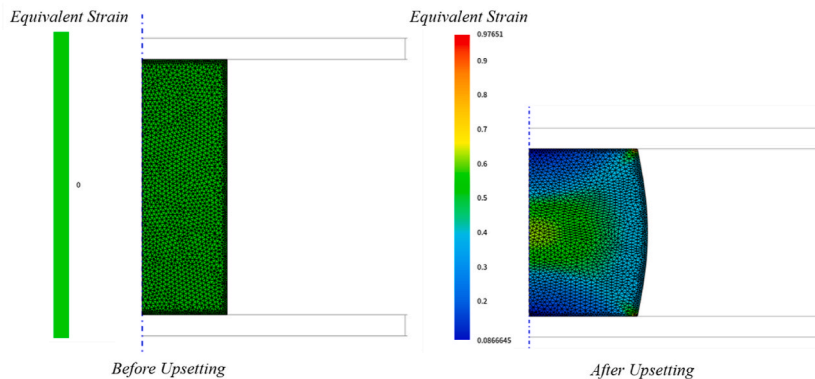 Equivalent Strain
0
Before Upsetting
Equivalent Strain
0.97651
0.9
0.8
0.7
0.6
0.5
0.4
0.3
0.2
0.0866645
After Upsetting